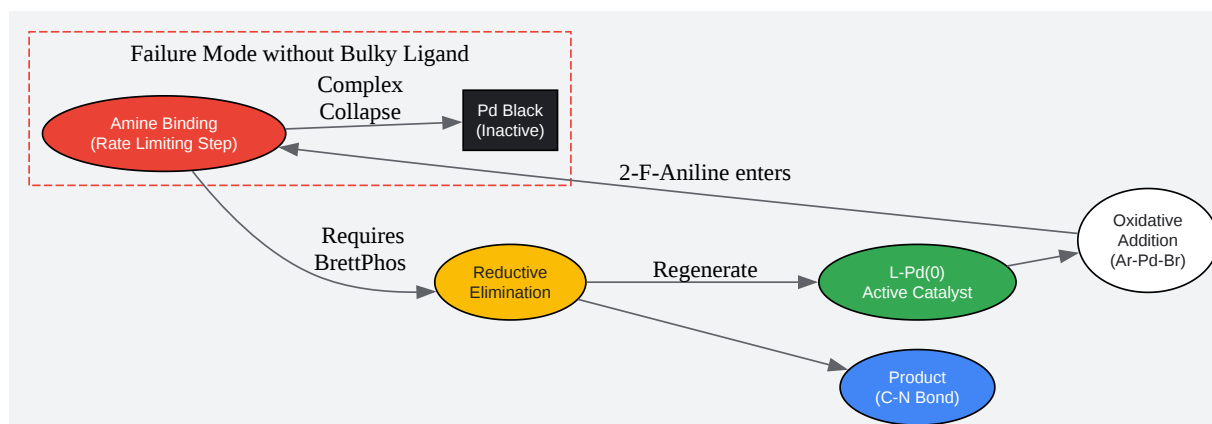 Failure Mode without Bulky Ligand
Complex
Collapse
Amine Binding
(Rate Limiting Step)
Pd Black
(Inactive)
2-F-Aniline enters
Oxidative
Addition
(Ar-Pd-Br)
Requires
BrettPhos
Reductive
Elimination
Regenerate
L-Pd(0)
Active Catalyst
Product
(C-N Bond)